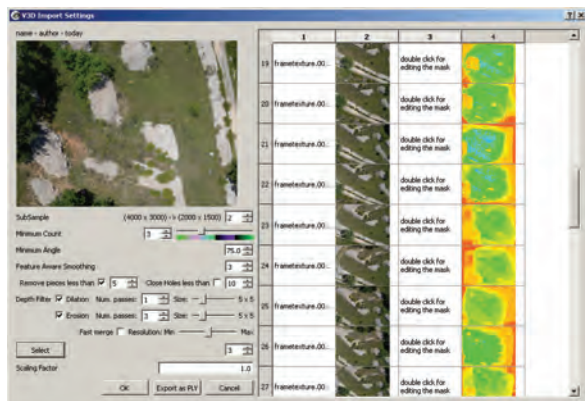 V3D Import Settings
name - author - today
SubSample (4000 x 3000) -> (2000 x 1500) 2
Minimum Count 3
Minimum Angle 75.0
Feature Aware Smoothing 3
Remove pieces less than 5 Close Holes less than 10
Depth Filter Dilation Num. passes: 1 Size: 5 x 5
Erosion Num. passes: 3 Size: 5 x 5
Fast merge Resolution: Min. Max
Select 3
Scaling Factor 1.0
OK Export as PLY Cancel
1 2 3 4
19 frametexture.00... double click for
editing the mask
20 frametexture.00... double click for
editing the mask
21 frametexture.00... double click for
editing the mask
22 frametexture.00... double click for
editing the mask
23 frametexture.00... double click for
editing the mask
24 frametexture.00... double click for
editing the mask
25 frametexture.00... double click for
editing the mask
26 frametexture.00... double click for
editing the mask
27 frametexture.00... double click for
editing the mask